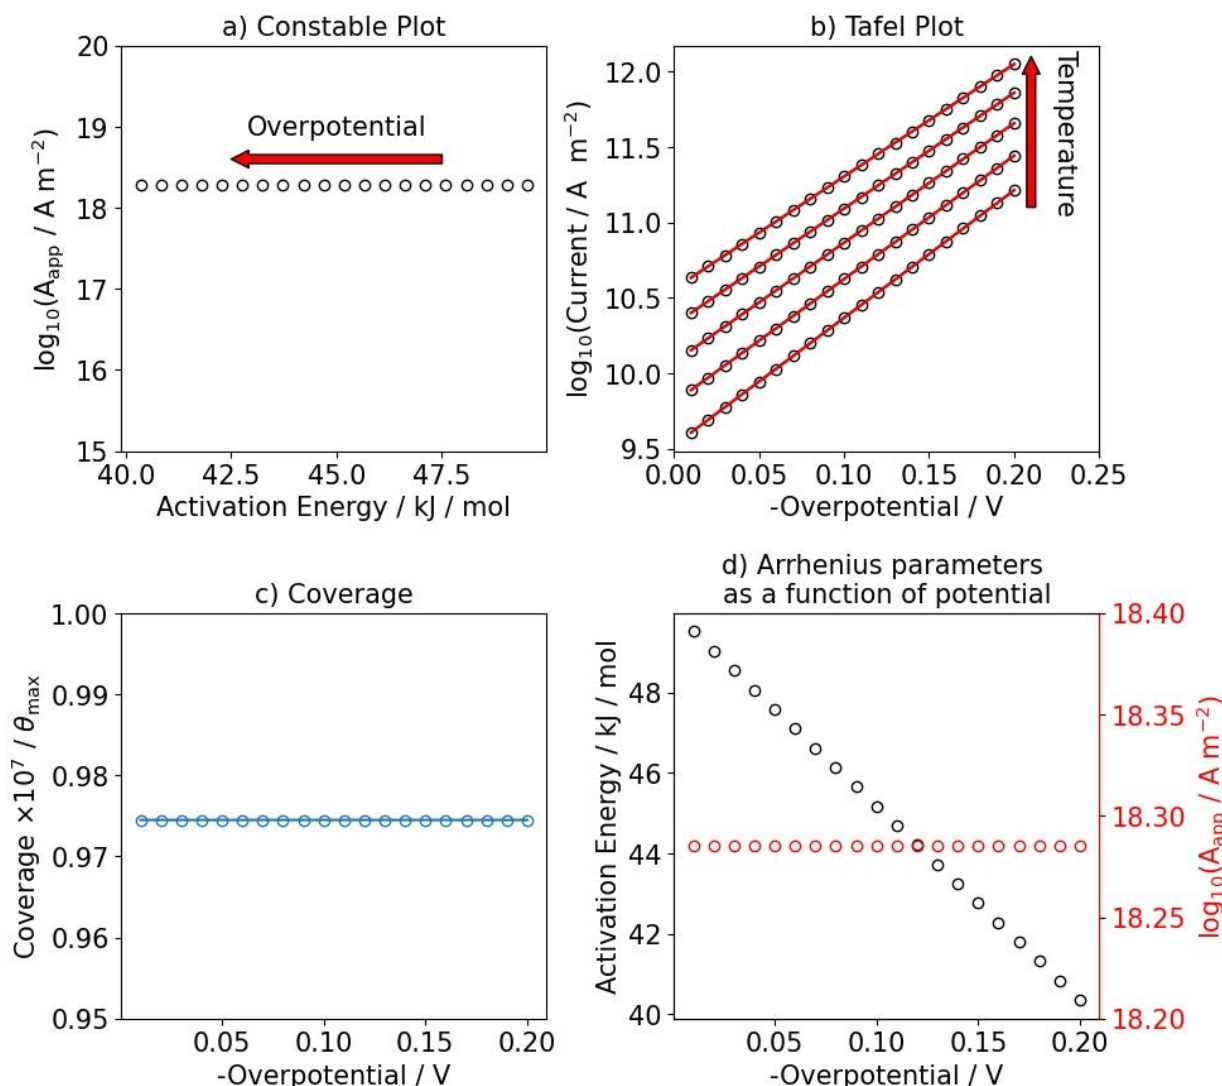 a) Constable Plot
20
19
18
17
16
15
log₁₀(A_app / A m⁻²)
Overpotential
40.0 42.5 45.0 47.5
Activation Energy / kJ / mol
b) Tafel Plot
12.0
11.5
11.0
10.5
10.0
9.5
log₁₀(Current / A m⁻²)
Temperature
0.00 0.05 0.10 0.15 0.20 0.25
-Overpotential / V
c) Coverage
1.00
0.99
0.98
0.97
0.96
0.95
Coverage ×10⁷ / θ_max
0.05 0.10 0.15 0.20
-Overpotential / V
d) Arrhenius parameters
as a function of potential
48
46
44
42
40
Activation Energy / kJ / mol
18.40
18.35
18.30
18.25
18.20
log₁₀(A_app / A m⁻²)
0.05 0.10 0.15 0.20
-Overpotential / V